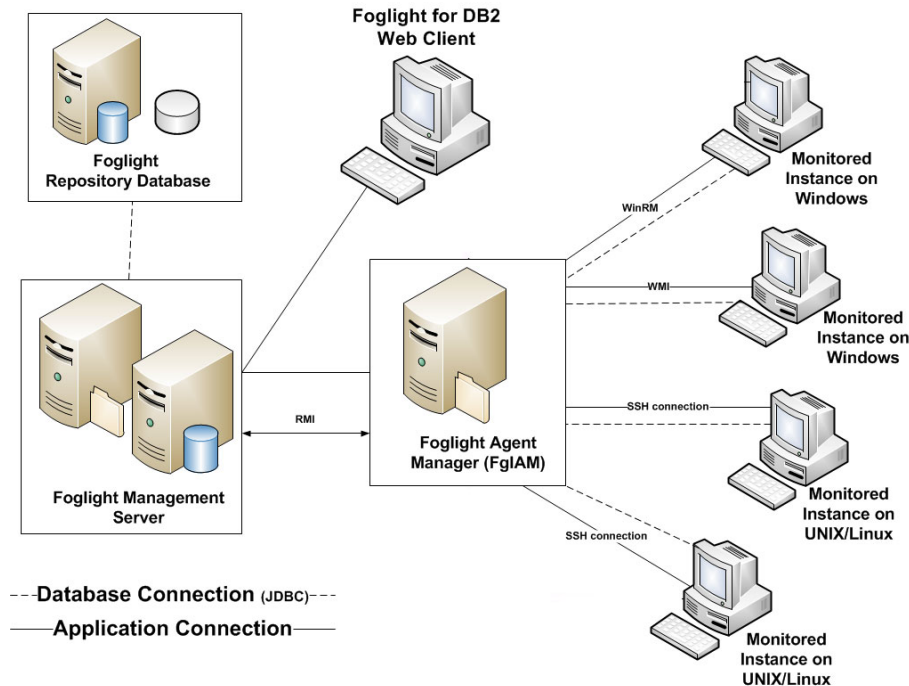 Foglight for DB2
Web Client
Foglight
Repository Database
Monitored
Instance on
Windows
WinRM
WMI
Monitored
Instance on
Windows
SSH connection
RMI
Foglight Agent
Manager (FglAM)
Foglight Management
Server
Monitored
Instance on
UNIX/Linux
SSH connection
Database Connection (JDBC)
Application Connection
Monitored
Instance on
UNIX/Linux